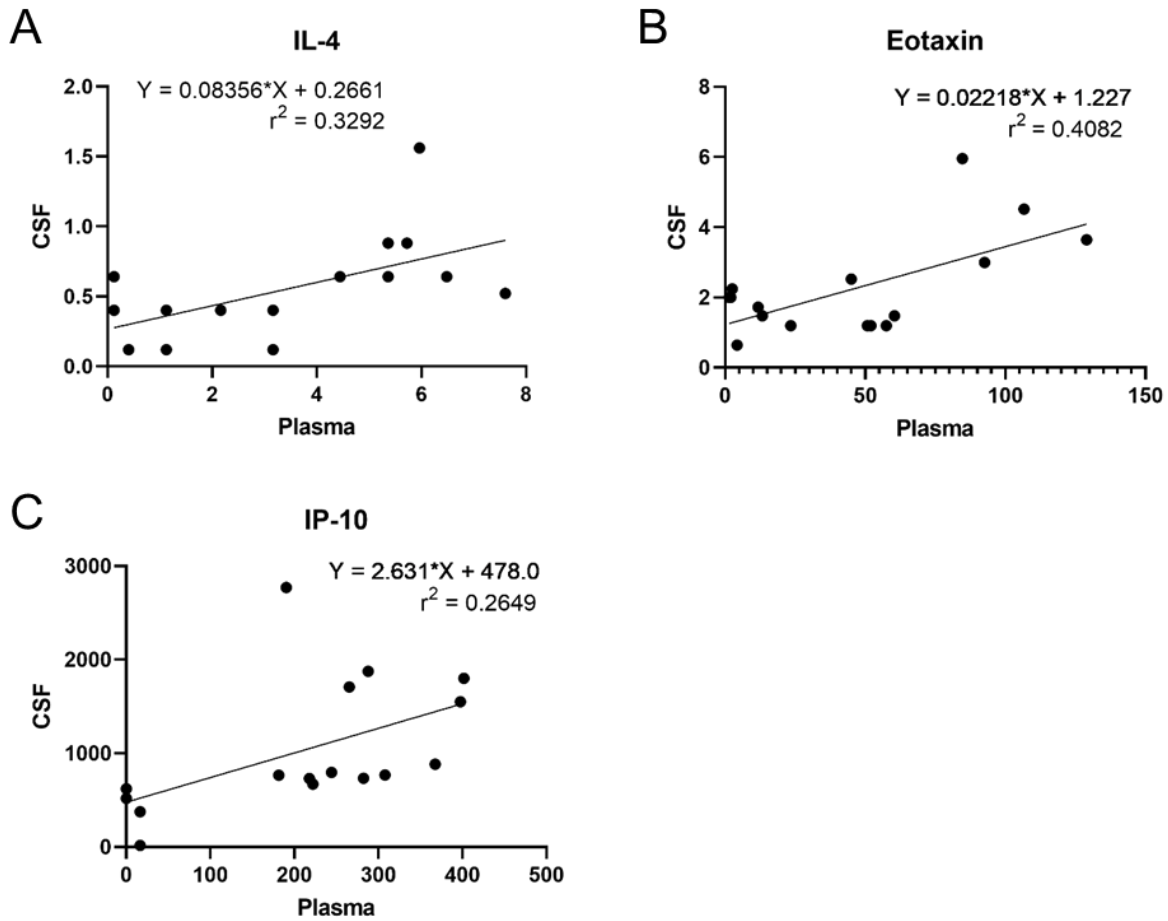 A
IL-4
Y = 0.08356*X + 0.2661
r² = 0.3292
2.0
1.5
1.0
0.5
0.0
CSF
0 2 4 6 8
Plasma
B
Eotaxin
Y = 0.02218*X + 1.227
r² = 0.4082
8
6
4
2
0
CSF
0 50 100 150
Plasma
C
IP-10
Y = 2.631*X + 478.0
r² = 0.2649
3000
2000
1000
0
CSF
0 100 200 300 400 500
Plasma